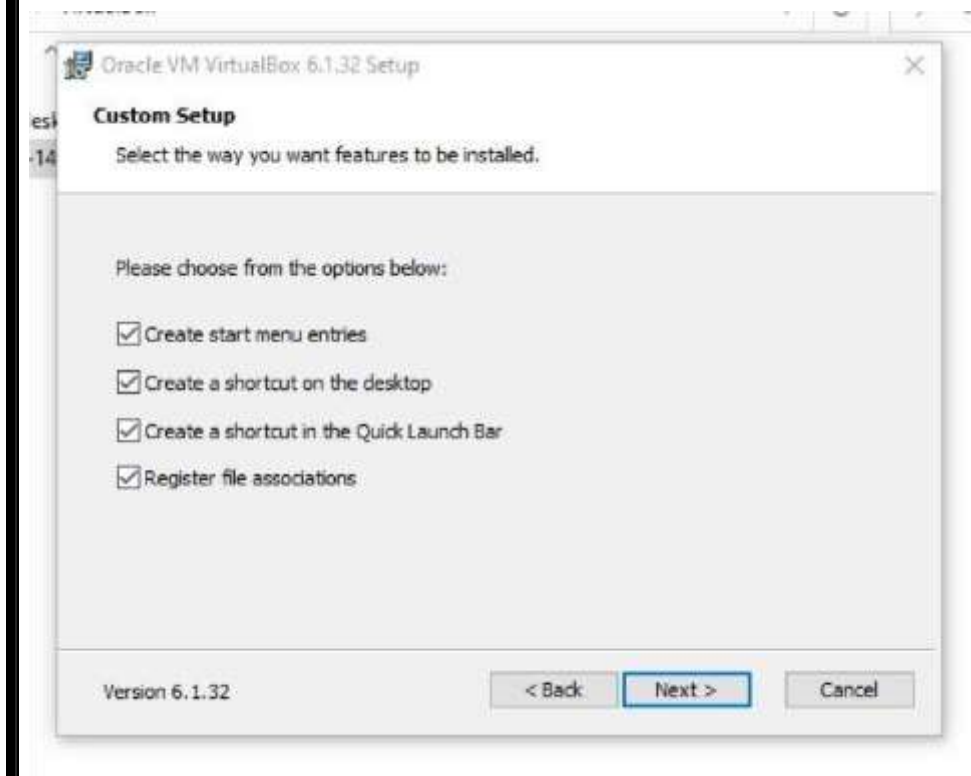 Oracle VM VirtualBox 6.1.32 Setup
Custom Setup
Select the way you want features to be installed.
Please choose from the options below:
Create start menu entries
Create a shortcut on the desktop
Create a shortcut in the Quick Launch Bar
Register file associations
Version 6.1.32
< Back
Next >
Cancel